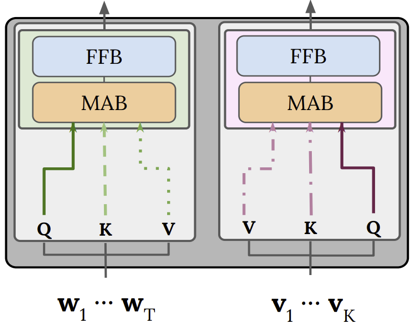 FFB FFB
MAB MAB
Q K V V K Q
w1 ··· wT v1 ··· vK